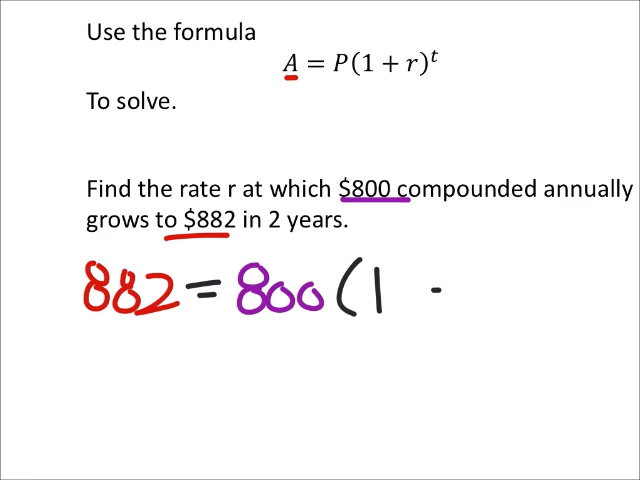 Use the formula
A = P(1 + r)^t
To solve.
Find the rate r at which $800 compounded annually
grows to $882 in 2 years.
882 = 800 (1 -